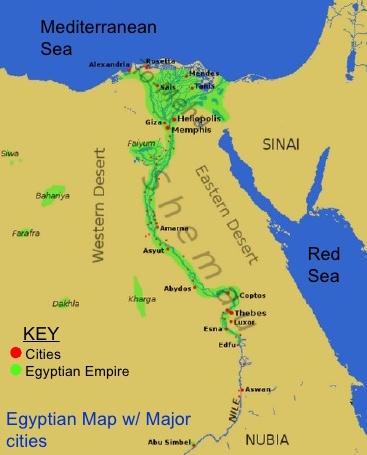 Mediterranean
Sea
Alexandria
Rosetta
Mendes
Sais
Tanis
Heliopolis
Giza
Memphis
SINAI
Faiyum
Siwa
Bahariya
Western Desert
Eastern Desert
Farafra
Amarna
Asyut
Red
Sea
Abydos
Coptos
Dakhla
Kharga
Thebes
Luxor
Esna
Edfu
KEY
Cities
Egyptian Empire
Aswan
NILE
Egyptian Map w/ Major
cities
Abu Simbel
NUBIA